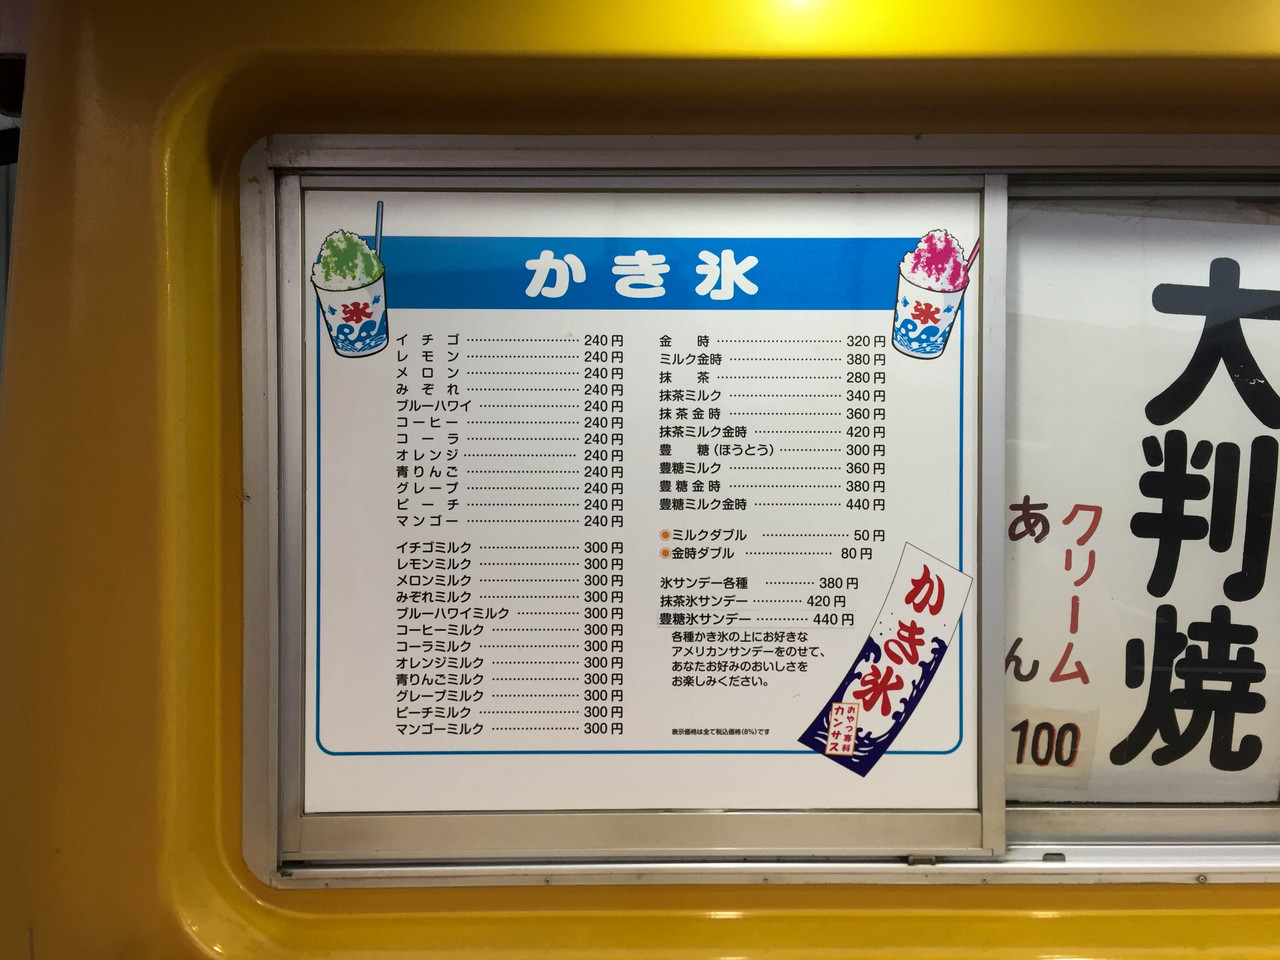 かき氷
氷
氷
イチゴ 240円
レモン 240円
メロン 240円
みぞれ 240円
ブルーハワイ 240円
コーヒー 240円
コーラ 240円
オレンジ 240円
青りんご 240円
グレープ 240円
ピーチ 240円
マンゴー 240円
イチゴミルク 300円
レモンミルク 300円
メロンミルク 300円
みぞれミルク 300円
ブルーハワイミルク 300円
コーヒーミルク 300円
コーラミルク 300円
オレンジミルク 300円
青りんごミルク 300円
グレープミルク 300円
ピーチミルク 300円
マンゴーミルク 300円
金時 320円
ミルク金時 380円
抹茶 280円
抹茶ミルク 340円
抹茶金時 360円
抹茶ミルク金時 420円
豊糖(ほうとう) 300円
豊糖ミルク 360円
豊糖金時 380円
豊糖ミルク金時 440円
ミルクダブル 50円
金時ダブル 80円
氷サンデー各種 380円
抹茶氷サンデー 420円
豊糖氷サンデー 440円
各種かき氷の上にお好きな
アメリカンサンデーをのせて、
あなたお好みのおいしさを
お楽しみください。
表示価格は全て税込価格(8%)です
かき氷
おやつ専科
カンサス
大判焼
クリーム
あん
100